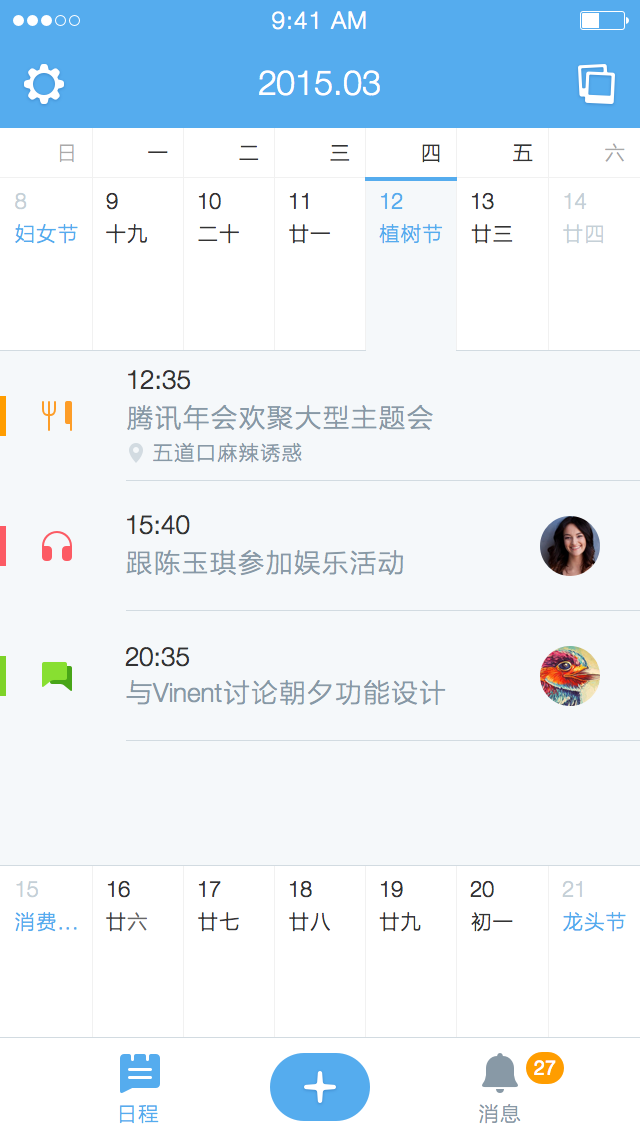 9:41 AM
2015.03
日 一 二 三 四 五 六
8 9 10 11 12 13 14
妇女节 十九 二十 廿一 植树节 廿三 廿四
12:35
腾讯年会欢聚大型主题会
五道口麻辣诱惑
15:40
跟陈玉琪参加娱乐活动
20:35
与Vinent讨论朝夕功能设计
15 16 17 18 19 20 21
消费... 廿六 廿七 廿八 廿九 初一 龙头节
27
日程 消息